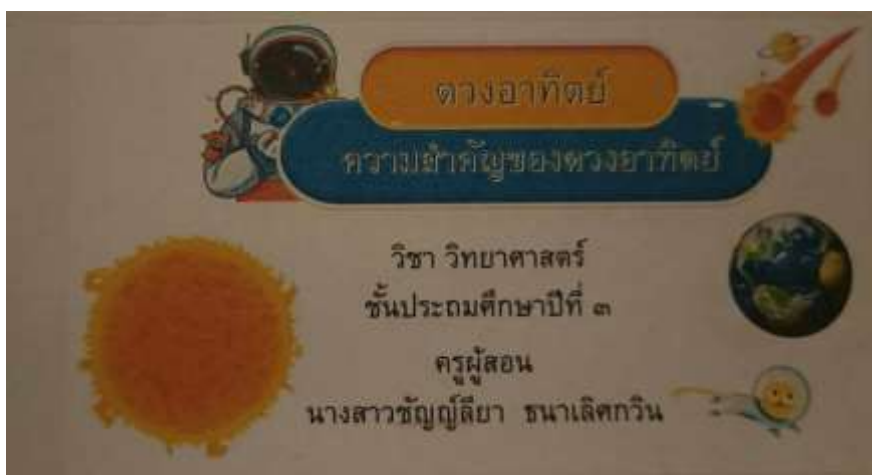 ดวงอาทิตย์
ความสำคัญของดวงอาทิตย์
วิชา วิทยาศาสตร์
ชั้นประถมศึกษาปีที่ ๓
ครูผู้สอน
นางสาวชัญญ์ลียา ธนาเลิศกวิน